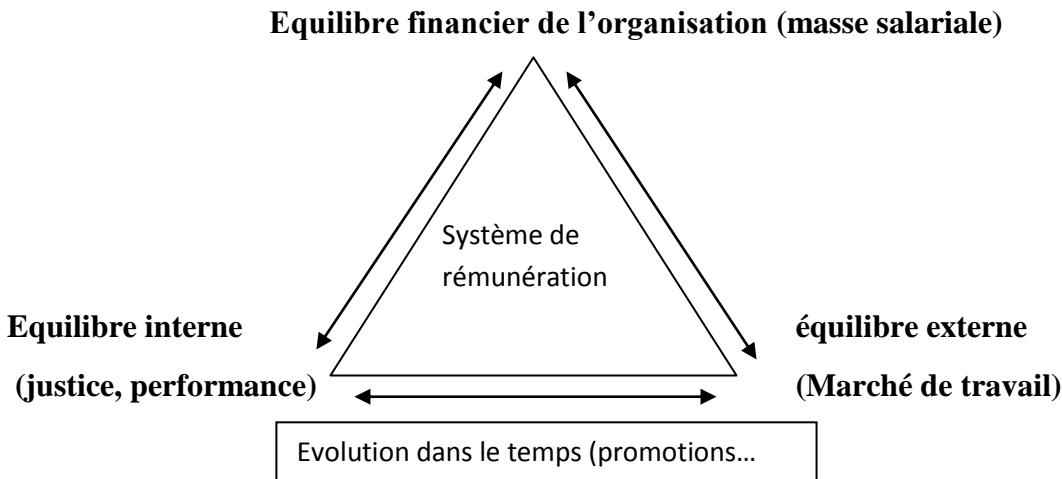 Equilibre financier de l’organisation (masse salariale)
Système de
rémunération
Equilibre interne
(justice, performance)
équilibre externe
(Marché de travail)
Evolution dans le temps (promotions…